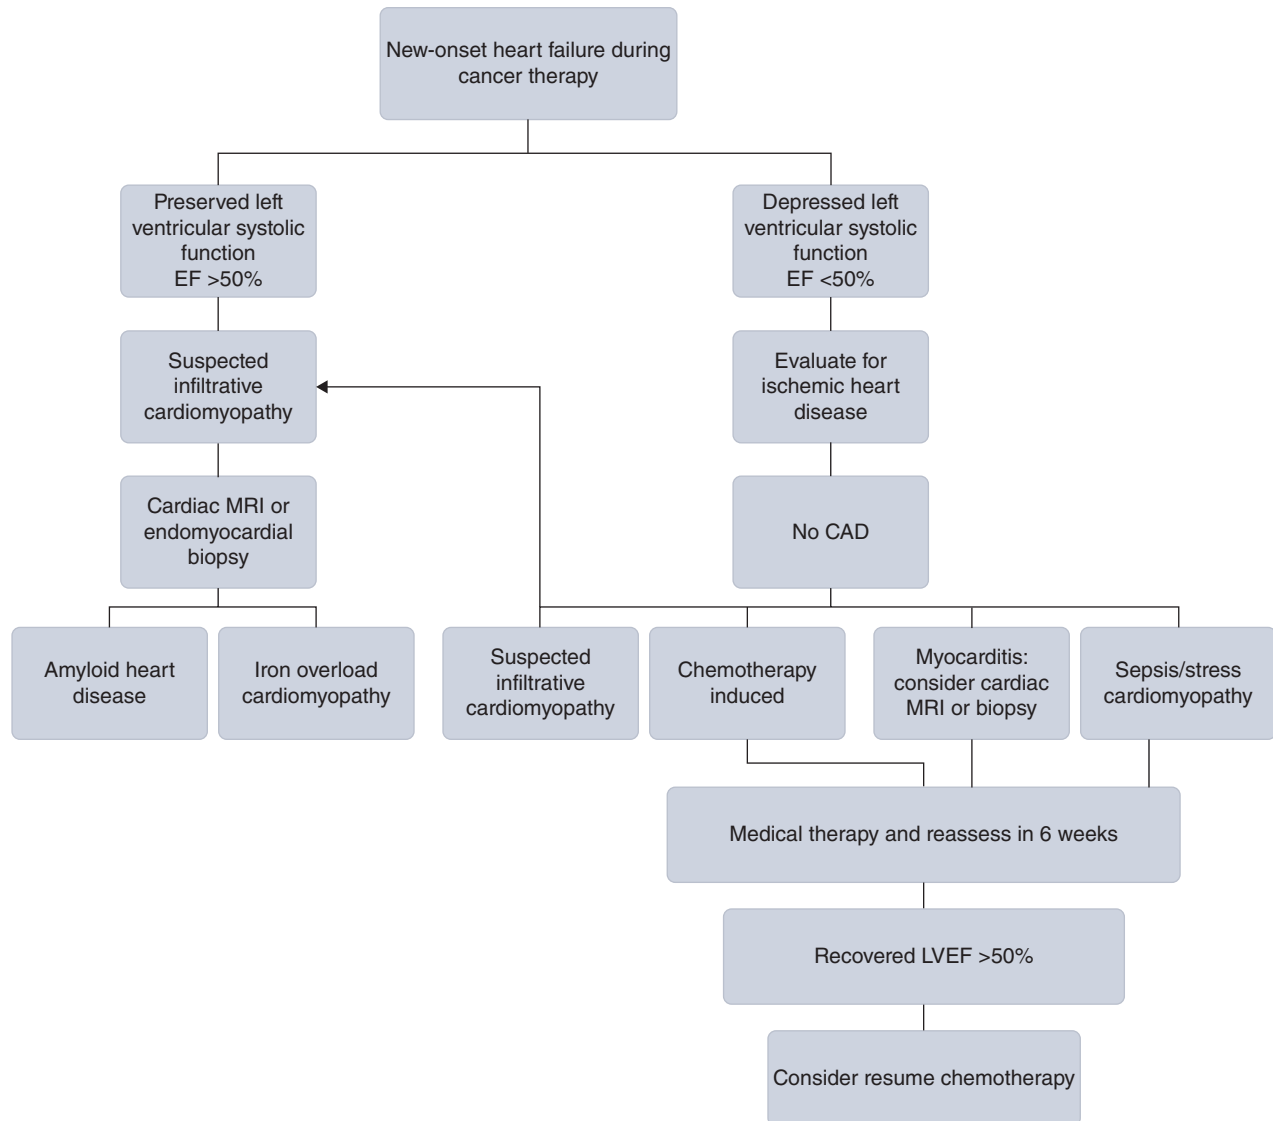 New-onset heart failure during
cancer therapy
Preserved left
ventricular systolic
function
EF >50%
Depressed left
ventricular systolic
function
EF <50%
Suspected
infiltrative
cardiomyopathy
Evaluate for
ischemic heart
disease
Cardiac MRI or
endomyocardial
biopsy
No CAD
Amyloid heart
disease
Iron overload
cardiomyopathy
Suspected
infiltrative
cardiomyopathy
Chemotherapy
induced
Myocarditis:
consider cardiac
MRI or biopsy
Sepsis/stress
cardiomyopathy
Medical therapy and reassess in 6 weeks
Recovered LVEF >50%
Consider resume chemotherapy